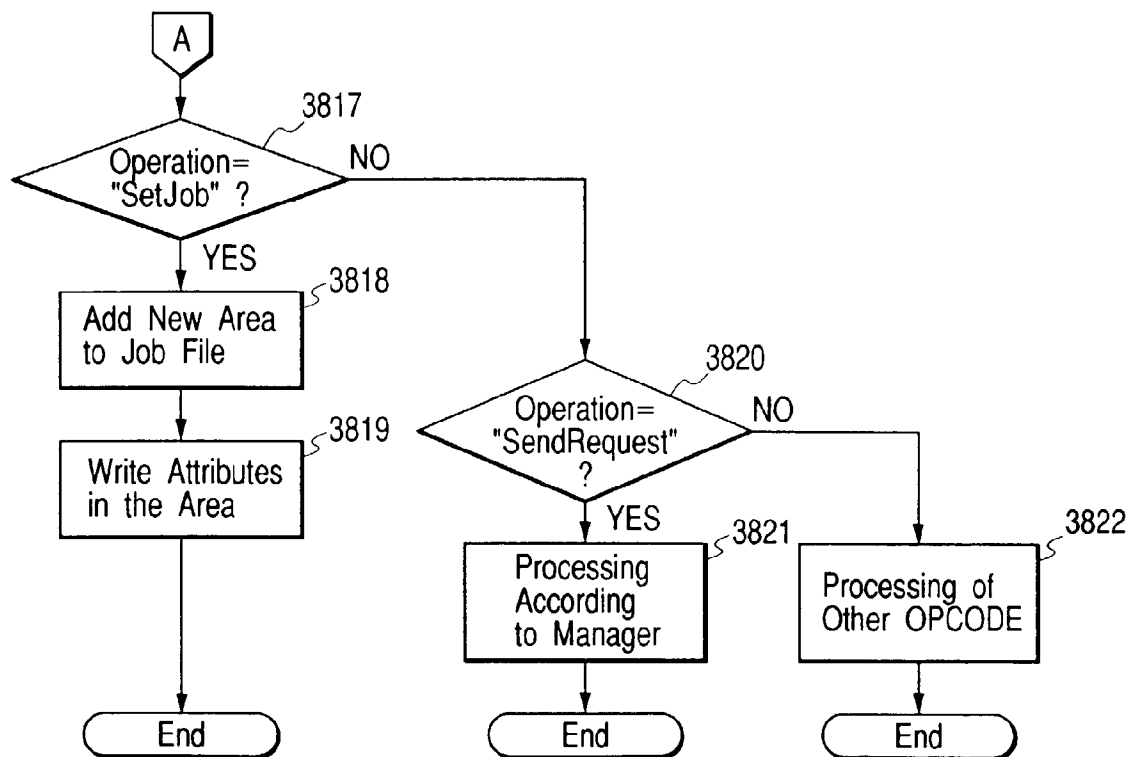 A
3817
Operation=
"SetJob" ?
NO
YES
3818
Add New Area
to Job File
3819
Write Attributes
in the Area
End
3820
Operation=
"SendRequest"
?
NO
YES
3821
Processing
According
to Manager
End
3822
Processing of
Other OPCODE
End